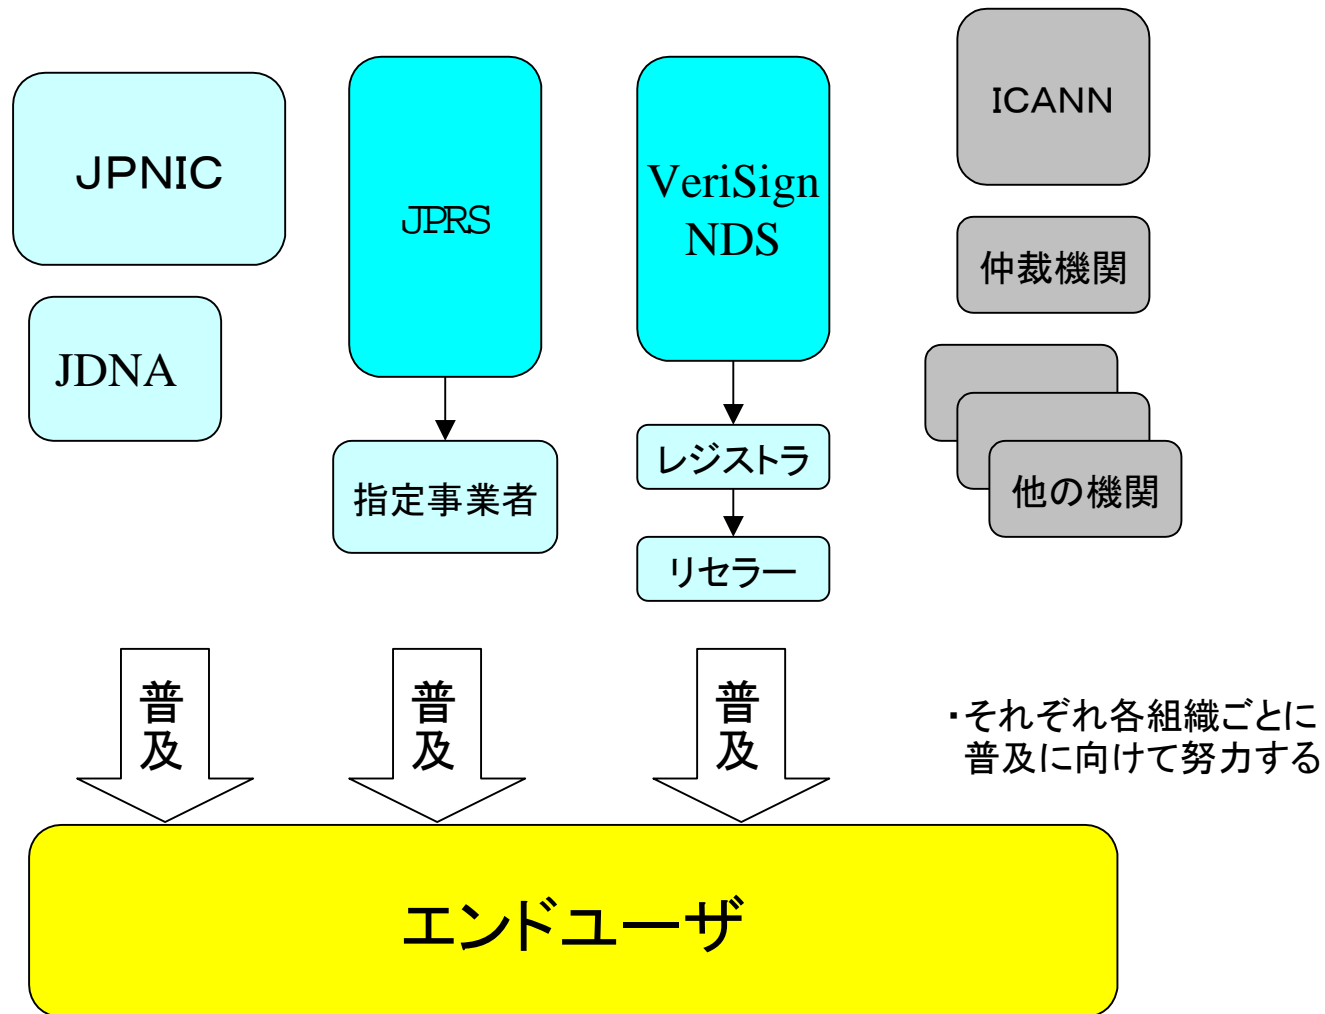 ICANN
JPNIC
JPRS
VeriSign
NDS
仲裁機関
JDNA
指定事業者
レジストラ
リセラー
他の機関
普及
普及
普及
・それぞれ各組織ごとに
普及に向けて努力する
エンドユーザ